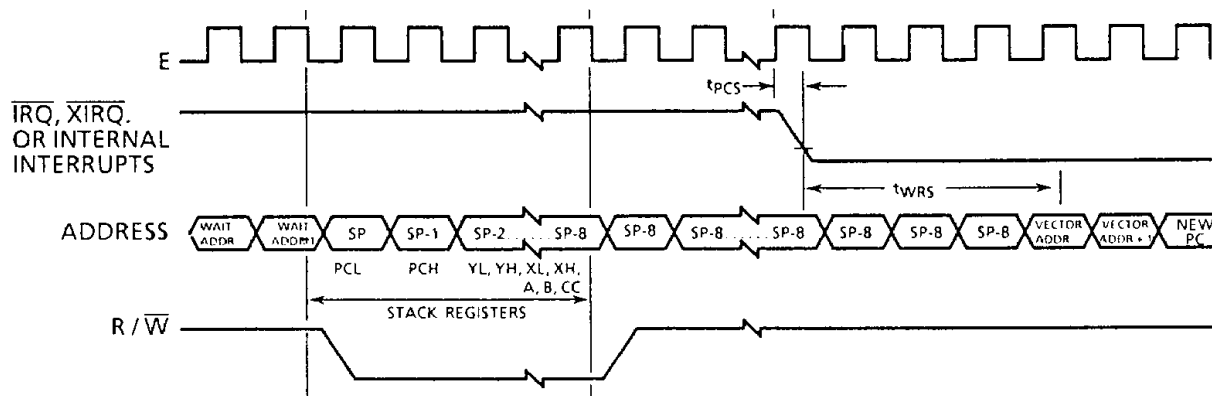 E
tPCS
IRQ, XIRQ.
OR INTERNAL
INTERRUPTS
tWRS
ADDRESS
WAIT ADDR
WAIT ADDR+1
SP
SP-1
SP-2
SP-8
SP-8
SP-8
SP-8
SP-8
SP-8
SP-8
VECTOR ADDR
VECTOR ADDR + 1
NEW PC
PCL
PCH
YL, YH, XL, XH,
A, B, CC
STACK REGISTERS
R / W